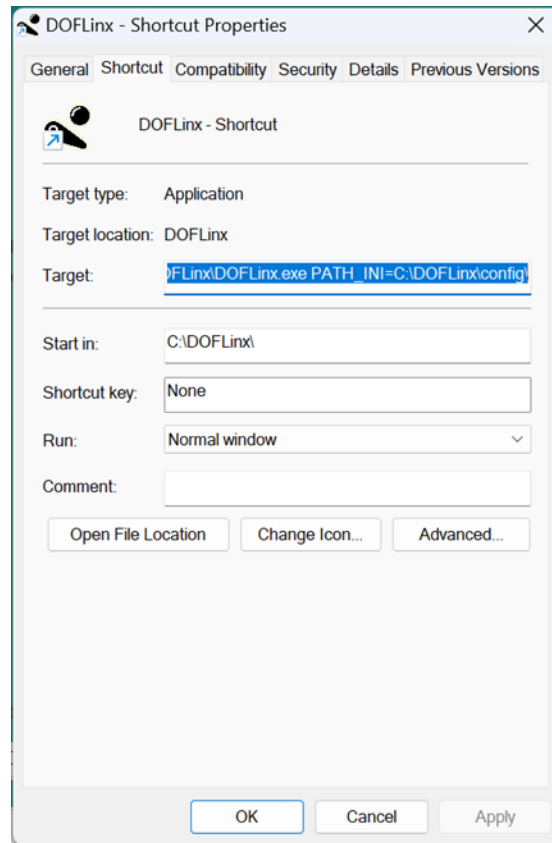 DOFLinx - Shortcut Properties
General Shortcut Compatibility Security Details Previous Versions
DOFLinx - Shortcut
Target type: Application
Target location: DOFLinx
Target: FLinx\DOFLinx.exe PATH_INI=C:\DOFLinx\config\
Start in: C:\DOFLinx\
Shortcut key: None
Run: Normal window
Comment:
Open File Location Change Icon... Advanced...
OK Cancel Apply